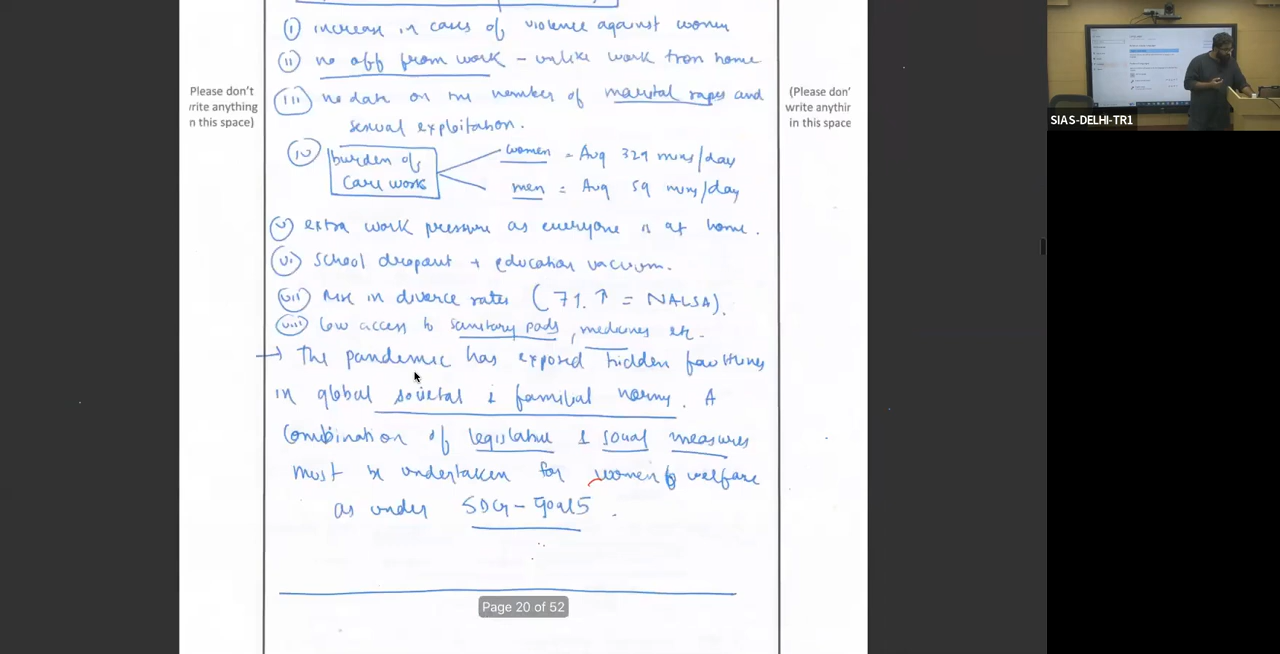 (i) increase in cases of violence against women
(ii) no off from work - unlike work from home
(iii) no data on the number of marital rapes and
sexual exploitation.
(iv) burden of care work
women = Avg 329 mins/day
men = Avg 59 mins/day
(v) extra work pressure as everyone is at home.
(vi) School dropout + education vacuum.
(vii) rise in divorce rates (7%↑ = NALSA).
(viii) low access to sanitary pads, medicines etc.
→ The pandemic has exposed hidden
in global societal & familial norms. A
combination of legislative & social measures
must be undertaken for women welfare
as under SDG - Goal 5.
Please don't
rite anything
n this space)
(Please don'
write anythir
in this space
Page 20 of 52
SIAS-DELHI-TR1